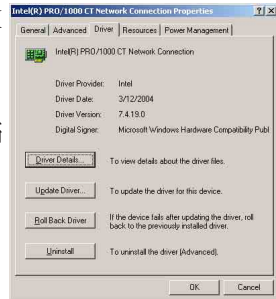 Intel(R) PRO/1000 CT Network Connection Properties
General Advanced Driver Resources Power Management
Intel(R) PRO/1000 CT Network Connection
Driver Provider: Intel
Driver Date: 3/12/2004
Driver Version: 7.4.19.0
Digital Signer: Microsoft Windows Hardware Compatibility Publ
Driver Details... To view details about the driver files.
Update Driver... To update the driver for this device.
Roll Back Driver If the device fails after updating the driver, roll
back to the previously installed driver.
Uninstall To uninstall the driver (Advanced).
OK Cancel